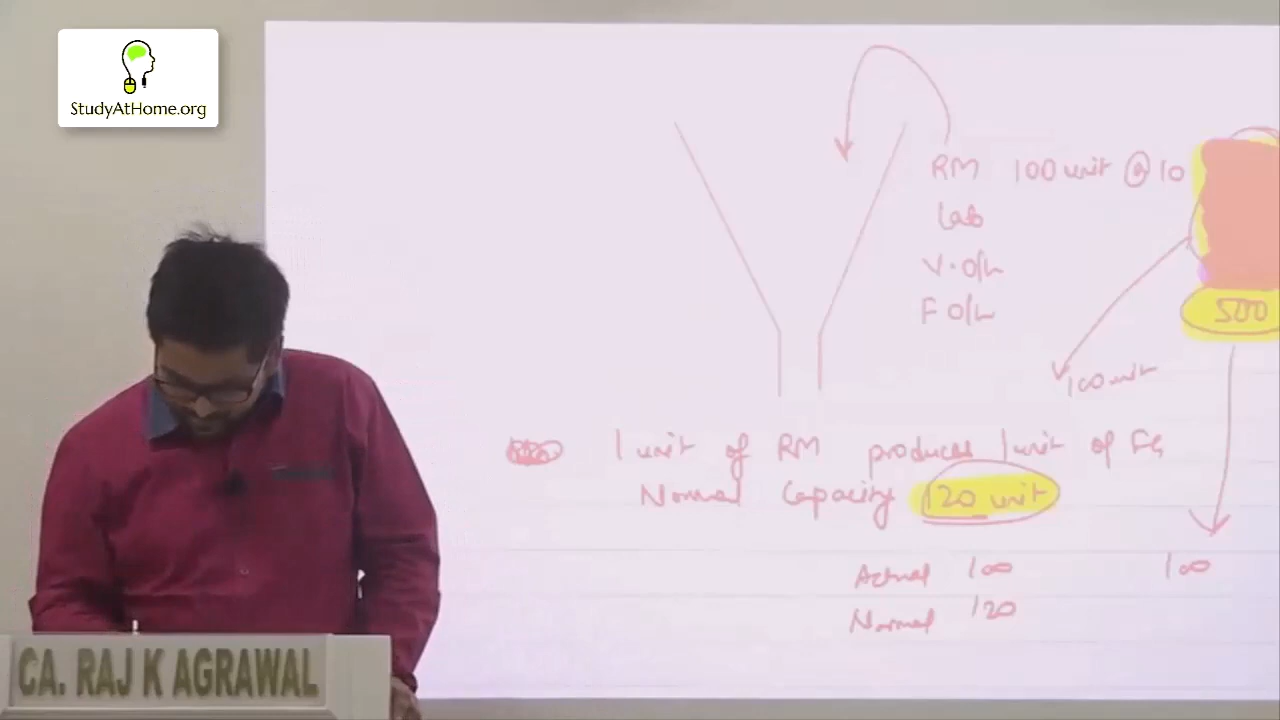 StudyAtHome.org
RM 100 unit @ 10
Lab
V. O/H
F O/H
500
100 unit
1 unit of RM produces 1 unit of FG
Normal Capacity 120 unit
Actual 100 100
Normal 120
CA. RAJ K AGRAWAL